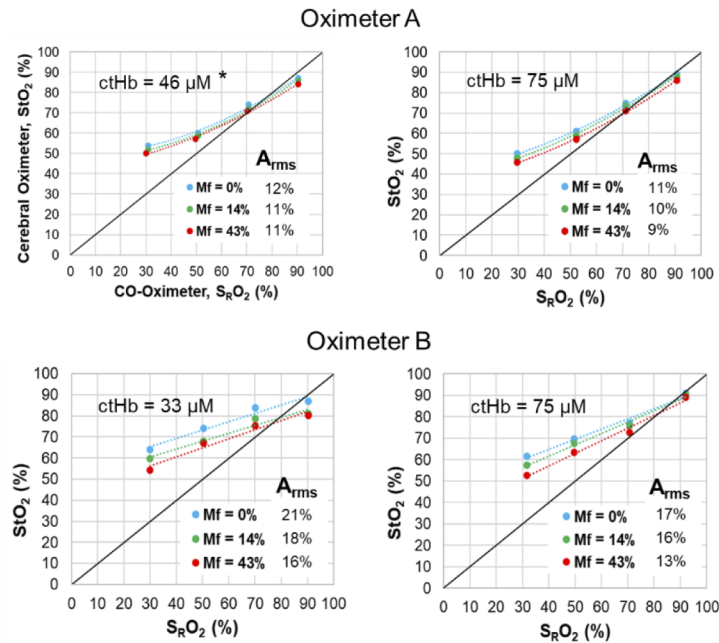 Oximeter A
Cerebral Oximeter, StO₂ (%)
100
90
80
70
60
50
40
30
20
10
0
ctHb = 46 µM *
Aᵣₘₛ
Mf = 0% 12%
Mf = 14% 11%
Mf = 43% 11%
0 10 20 30 40 50 60 70 80 90 100
CO-Oximeter, SᵣO₂ (%)
StO₂ (%)
100
90
80
70
60
50
40
30
20
10
0
ctHb = 75 µM
Aᵣₘₛ
Mf = 0% 11%
Mf = 14% 10%
Mf = 43% 9%
0 10 20 30 40 50 60 70 80 90 100
SᵣO₂ (%)
Oximeter B
StO₂ (%)
100
90
80
70
60
50
40
30
20
10
0
ctHb = 33 µM
Aᵣₘₛ
Mf = 0% 21%
Mf = 14% 18%
Mf = 43% 16%
0 10 20 30 40 50 60 70 80 90 100
SᵣO₂ (%)
StO₂ (%)
100
90
80
70
60
50
40
30
20
10
0
ctHb = 75 µM
Aᵣₘₛ
Mf = 0% 17%
Mf = 14% 16%
Mf = 43% 13%
0 10 20 30 40 50 60 70 80 90 100
SᵣO₂ (%)